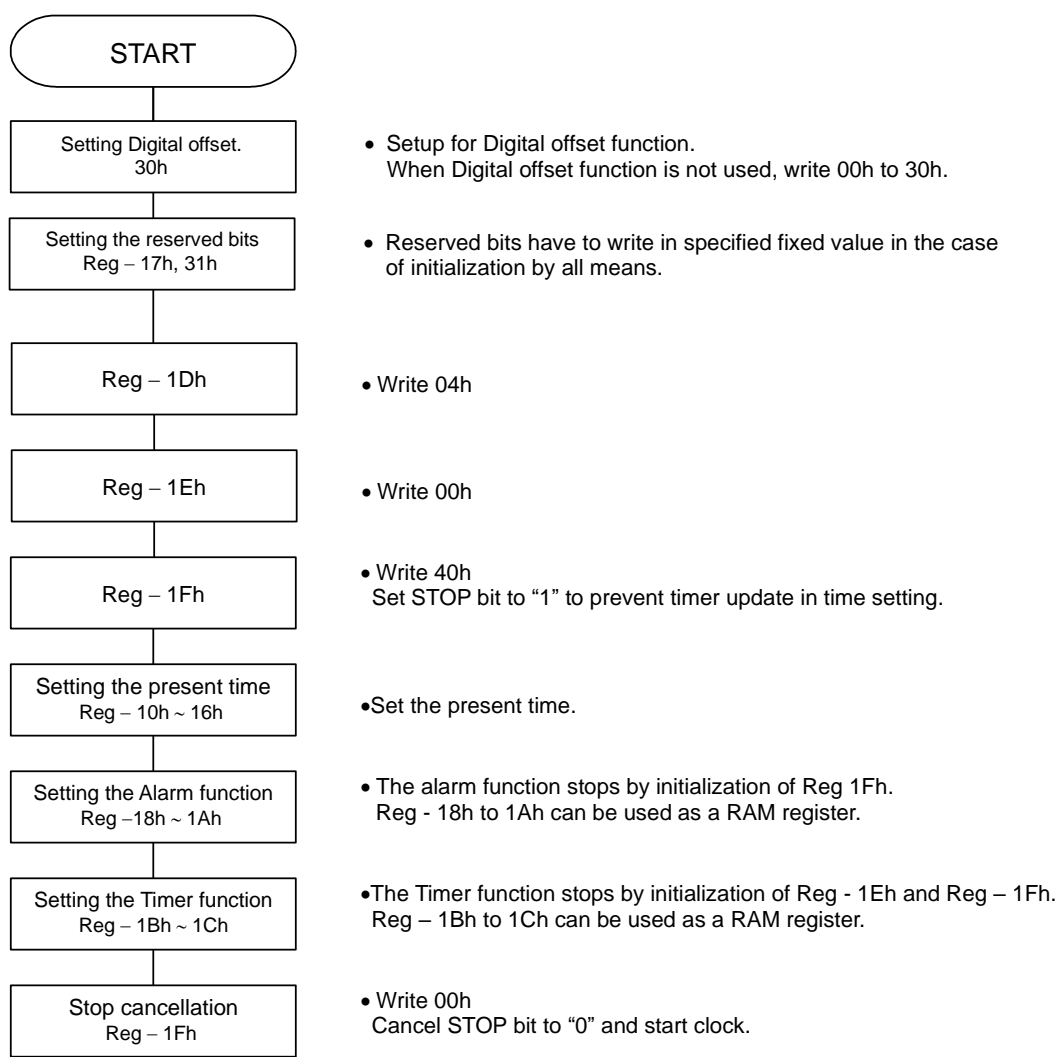 START
Setting Digital offset.
30h
• Setup for Digital offset function.
When Digital offset function is not used, write 00h to 30h.
Setting the reserved bits
Reg – 17h, 31h
• Reserved bits have to write in specified fixed value in the case
of initialization by all means.
Reg – 1Dh
• Write 04h
Reg – 1Eh
• Write 00h
Reg – 1Fh
• Write 40h
Set STOP bit to “1” to prevent timer update in time setting.
Setting the present time
Reg – 10h ~ 16h
•Set the present time.
Setting the Alarm function
Reg –18h ~ 1Ah
• The alarm function stops by initialization of Reg 1Fh.
Reg - 18h to 1Ah can be used as a RAM register.
Setting the Timer function
Reg – 1Bh ~ 1Ch
•The Timer function stops by initialization of Reg - 1Eh and Reg – 1Fh.
Reg – 1Bh to 1Ch can be used as a RAM register.
Stop cancellation
Reg – 1Fh
• Write 00h
Cancel STOP bit to “0” and start clock.